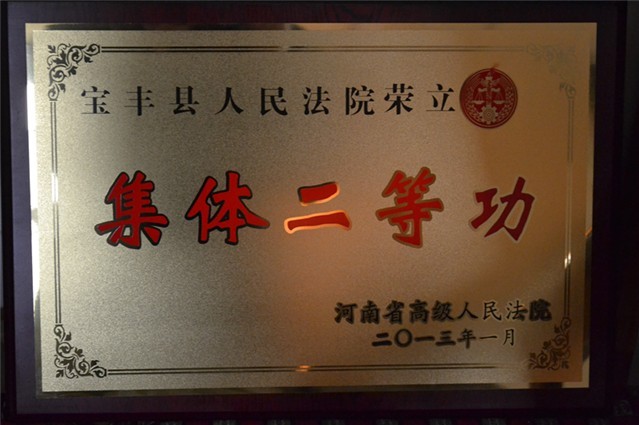 宝丰县人民法院荣立
集体二等功
河南省高级人民法院
二〇一三年一月